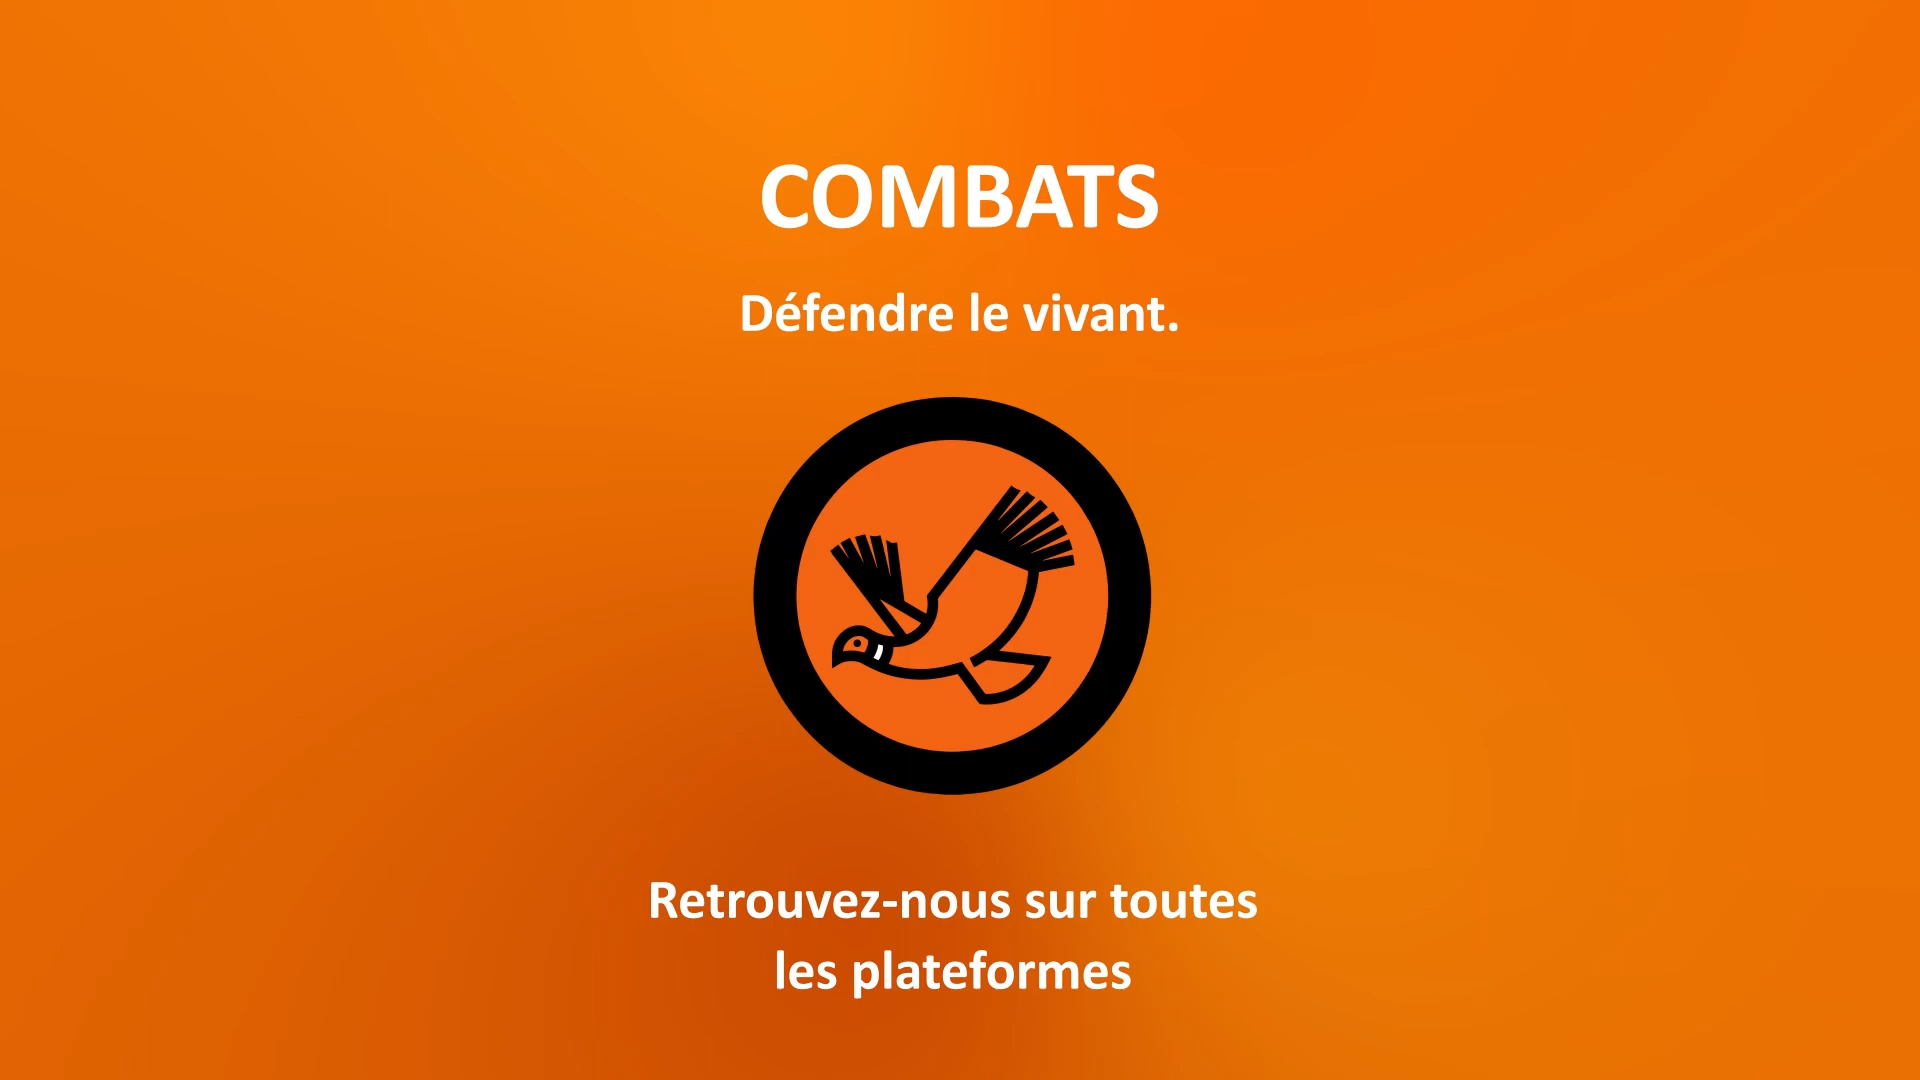 COMBATS
Défendre le vivant.
Retrouvez-nous sur toutes
les plateformes